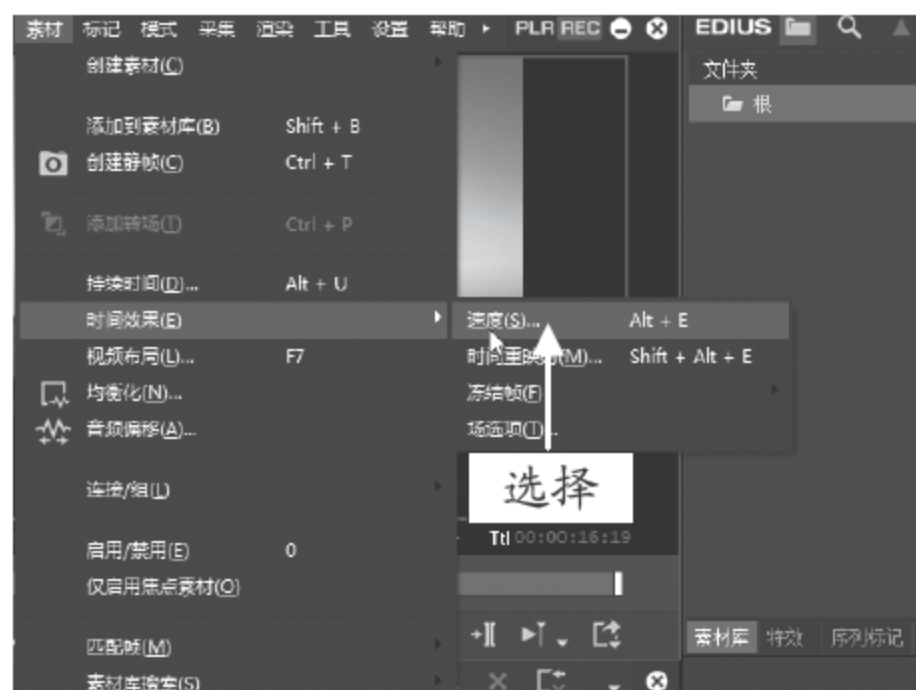 素材 标记 模式 采集 渲染 工具 设置 帮助 PLR REC EDIUS
创建素材(C)
文件夹
根
添加到素材库(B) Shift + B
创建静帧(C) Ctrl + T
添加转场(T) Ctrl + P
持续时间(D)... Alt + U
时间效果(E)
速度(S)... Alt + E
视频布局(L)... F7
时间重映 (M)... Shift + Alt + E
均衡化(N)...
冻结帧(F)
音频偏移(A)...
场选项(T)...
选择
连接/组(L)
Ttl 00:00:16:19
启用/禁用(E) 0
仅启用焦点素材(O)
匹配帧(M)
素材库 特效 序列标记
素材库搜索(S)